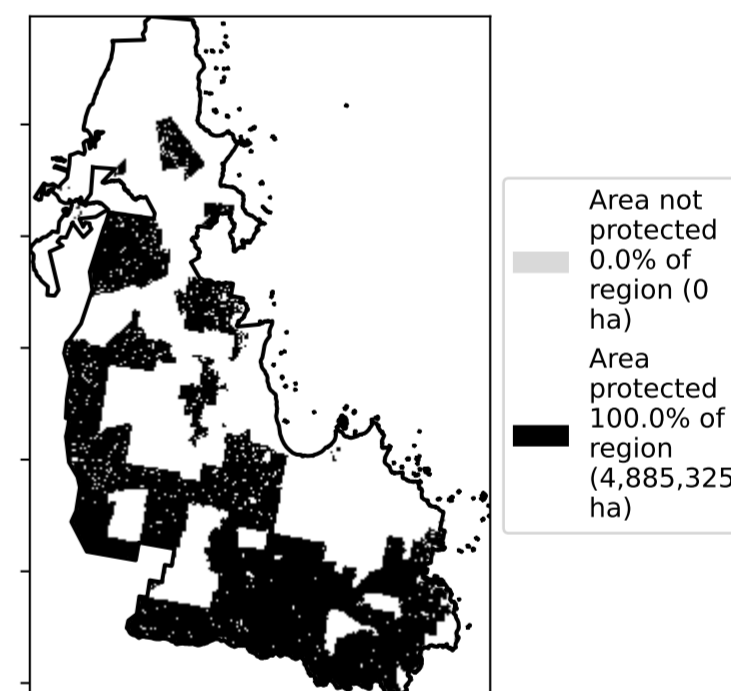 Area not
protected
0.0% of
region (0
ha)
Area
protected
100.0% of
region
(4,885,325
ha)